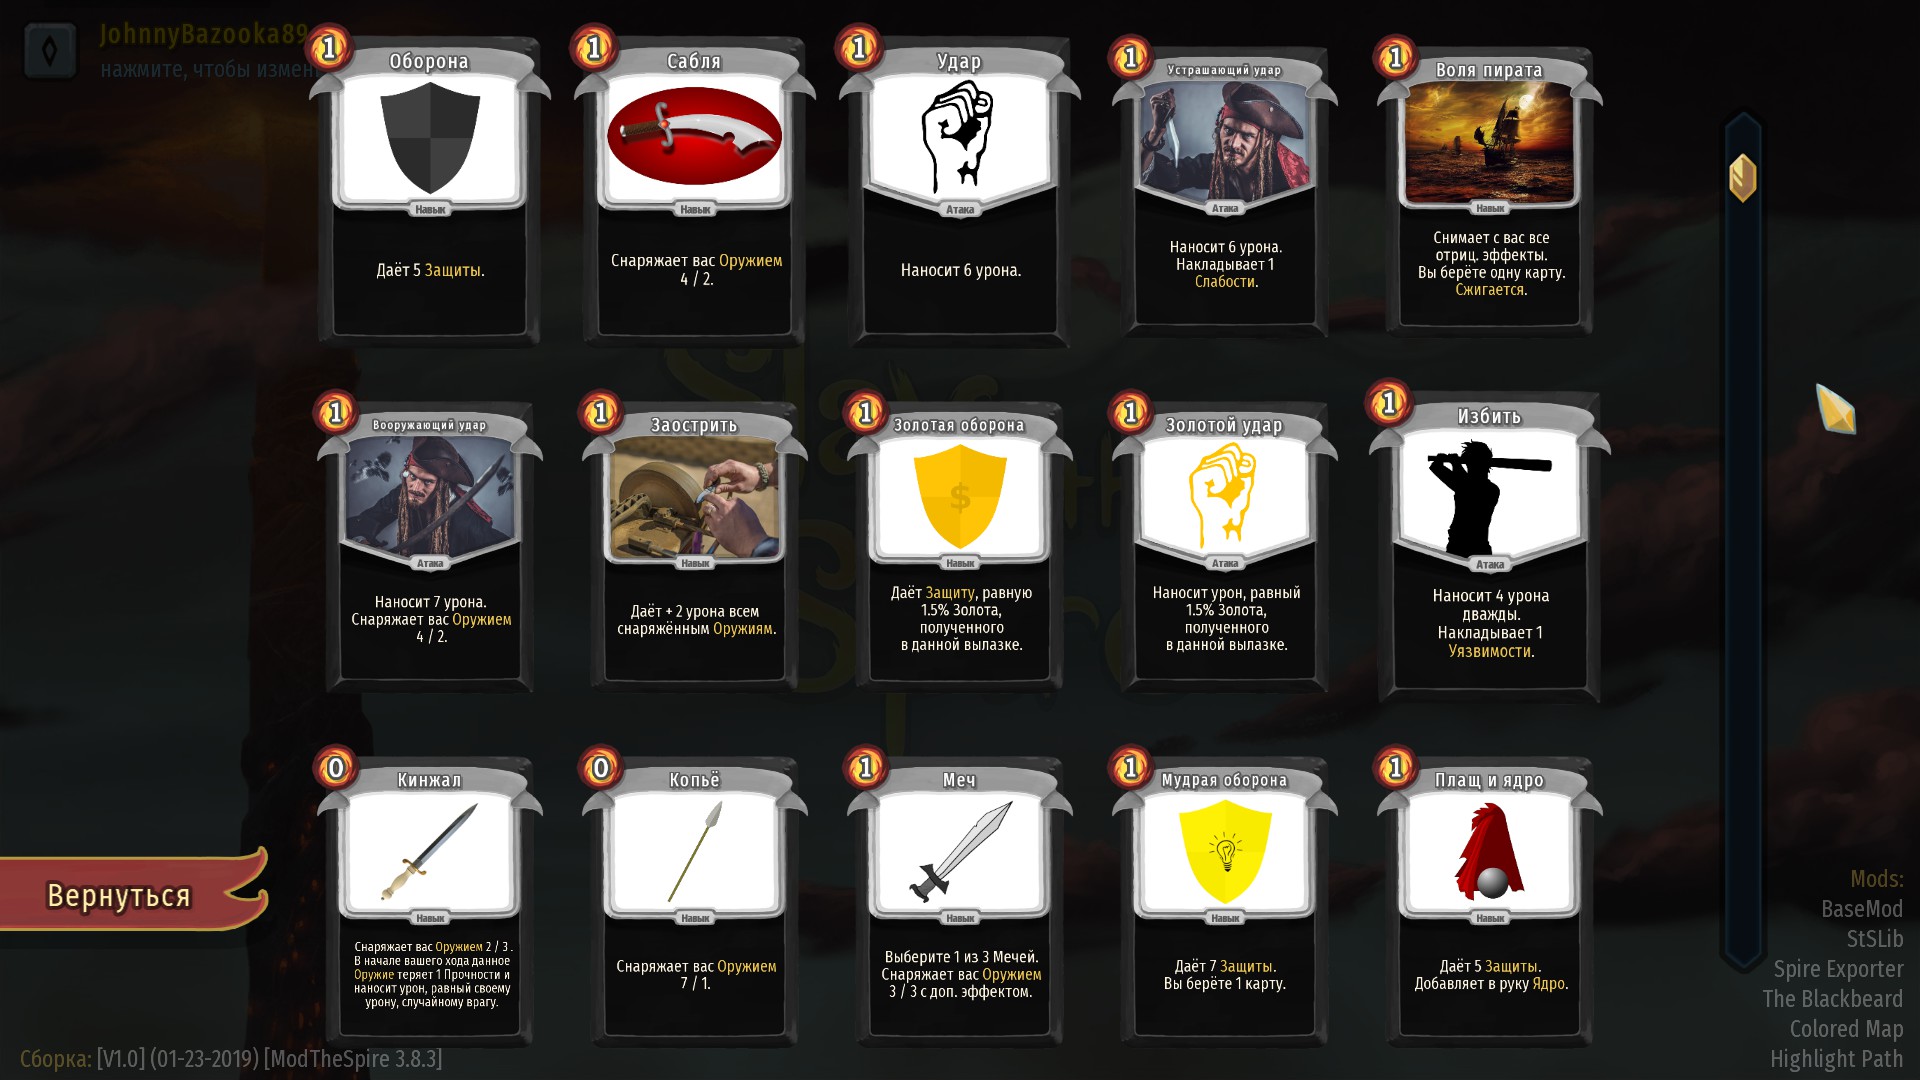 JohnnyBazooka89
нажмите, чтобы измен
1
Оборона
Навык
Даёт 5 Защиты.
1
Сабля
Навык
Снаряжает вас Оружием
4 / 2.
1
Удар
Атака
Наносит 6 урона.
1
Устрашающий удар
Атака
Наносит 6 урона.
Накладывает 1
Слабости.
1
Воля пирата
Навык
Снимает с вас все
отриц. эффекты.
Вы берёте одну карту.
Сжигается.
1
Вооружающий удар
Атака
Наносит 7 урона.
Снаряжает вас Оружием
4 / 2.
1
Заострить
Навык
Даёт + 2 урона всем
снаряжённым Оружиям.
1
Золотая оборона
$
Навык
Даёт Защиту, равную
1.5% Золота,
полученного
в данной вылазке.
1
Золотой удар
Атака
Наносит урон, равный
1.5% Золота,
полученного
в данной вылазке.
1
Избить
Атака
Наносит 4 урона
дважды.
Накладывает 1
Уязвимости.
0
Кинжал
Навык
Снаряжает вас Оружием 2 / 3 .
В начале вашего хода данное
Оружие теряет 1 Прочности и
наносит урон, равный своему
урону, случайному врагу.
0
Копьё
Навык
Снаряжает вас Оружием
7 / 1.
1
Меч
Навык
Выберите 1 из 3 Мечей.
Снаряжает вас Оружием
3 / 3 с доп. эффектом.
1
Мудрая оборона
Навык
Даёт 7 Защиты.
Вы берёте 1 карту.
1
Плащ и ядро
Навык
Даёт 5 Защиты.
Добавляет в руку Ядро.
Вернуться
Mods:
BaseMod
StSLib
Spire Exporter
The Blackbeard
Colored Map
Highlight Path
Сборка: [V1.0] (01-23-2019) [ModTheSpire 3.8.3]